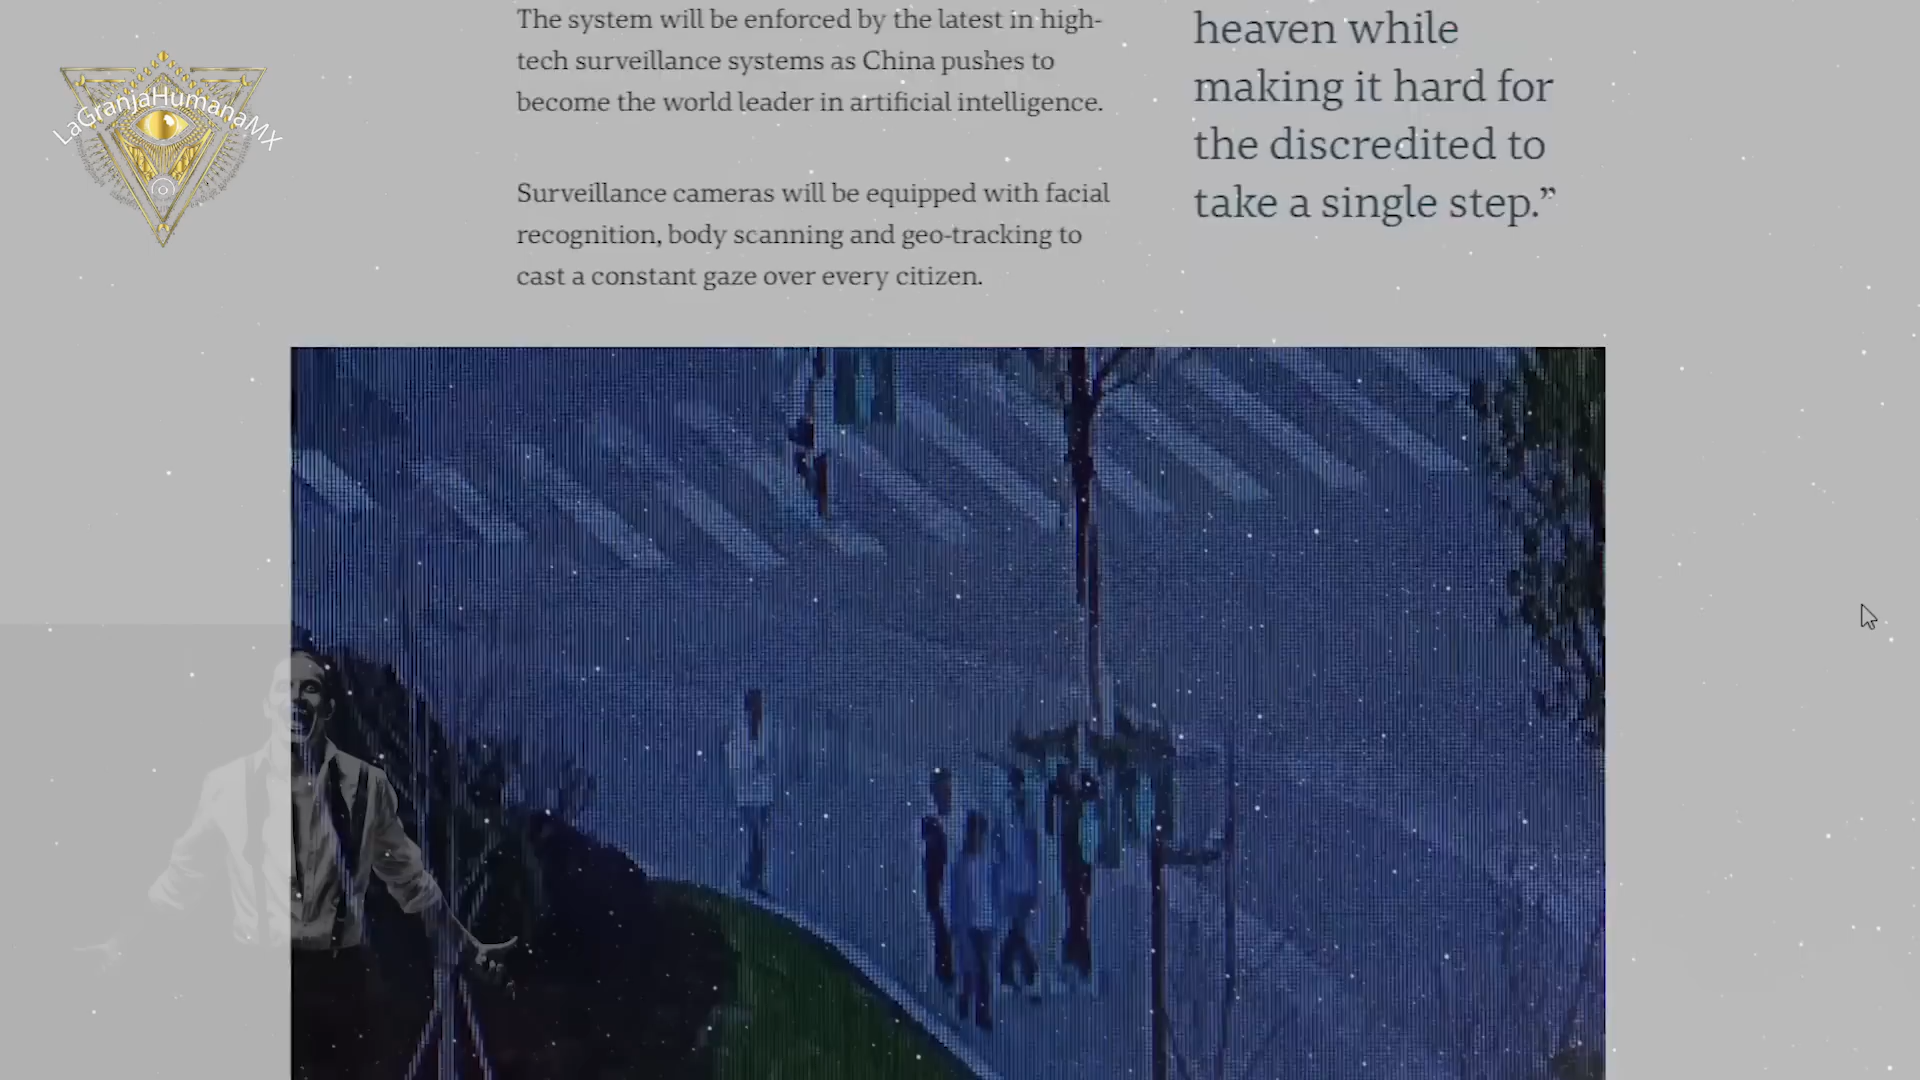 LaGranjaHumanaMX
The system will be enforced by the latest in high-
tech surveillance systems as China pushes to
become the world leader in artificial intelligence.
Surveillance cameras will be equipped with facial
recognition, body scanning and geo-tracking to
cast a constant gaze over every citizen.
heaven while
making it hard for
the discredited to
take a single step.”